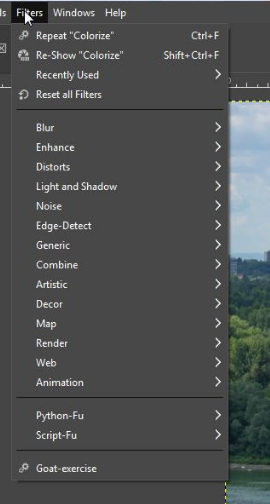 ls Filters Windows Help
Repeat "Colorize" Ctrl+F
Re-Show "Colorize" Shift+Ctrl+F
Recently Used
Reset all Filters
Blur
Enhance
Distorts
Light and Shadow
Noise
Edge-Detect
Generic
Combine
Artistic
Decor
Map
Render
Web
Animation
Python-Fu
Script-Fu
Goat-exercise